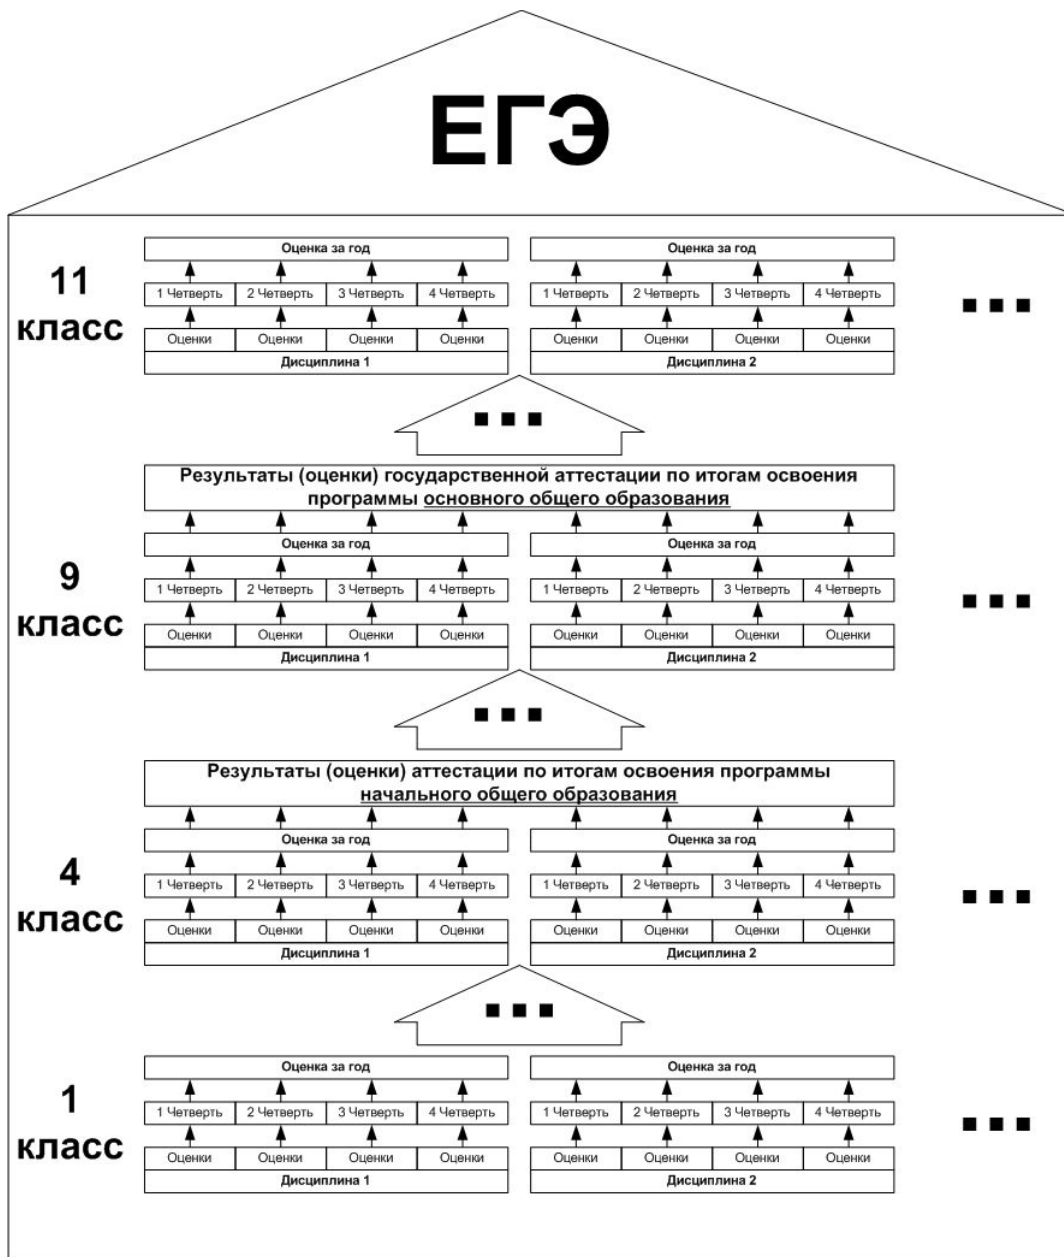 ЕГЭ
11
класс
Оценка за год Оценка за год
1 Четверть 2 Четверть 3 Четверть 4 Четверть 1 Четверть 2 Четверть 3 Четверть 4 Четверть
Оценки Оценки Оценки Оценки Оценки Оценки Оценки Оценки
Дисциплина 1 Дисциплина 2
Результаты (оценки) государственной аттестации по итогам освоения
программы основного общего образования
9
класс
Оценка за год Оценка за год
1 Четверть 2 Четверть 3 Четверть 4 Четверть 1 Четверть 2 Четверть 3 Четверть 4 Четверть
Оценки Оценки Оценки Оценки Оценки Оценки Оценки Оценки
Дисциплина 1 Дисциплина 2
Результаты (оценки) аттестации по итогам освоения программы
начального общего образования
4
класс
Оценка за год Оценка за год
1 Четверть 2 Четверть 3 Четверть 4 Четверть 1 Четверть 2 Четверть 3 Четверть 4 Четверть
Оценки Оценки Оценки Оценки Оценки Оценки Оценки Оценки
Дисциплина 1 Дисциплина 2
1
класс
Оценка за год Оценка за год
1 Четверть 2 Четверть 3 Четверть 4 Четверть 1 Четверть 2 Четверть 3 Четверть 4 Четверть
Оценки Оценки Оценки Оценки Оценки Оценки Оценки Оценки
Дисциплина 1 Дисциплина 2